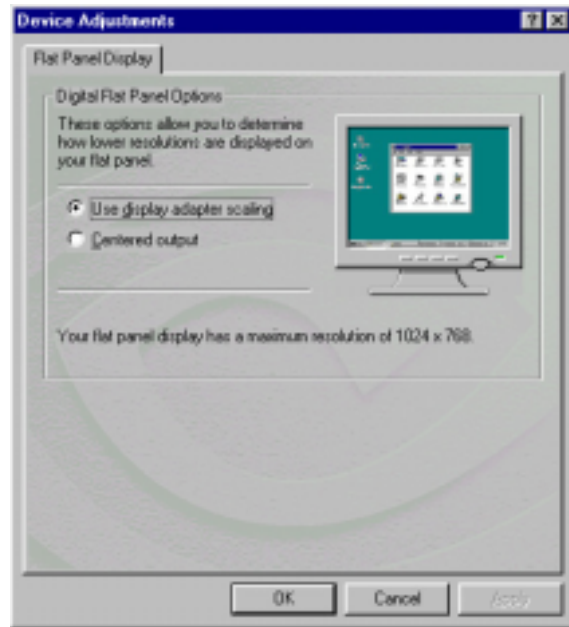 Device Adjustments
Flat Panel Display
Digital Flat Panel Options
These options allow you to determine
how lower resolutions are displayed on
your flat panel.
Use display adapter scaling
Centered output
Your flat panel display has a maximum resolution of 1024 x 768.
OK
Cancel
Apply